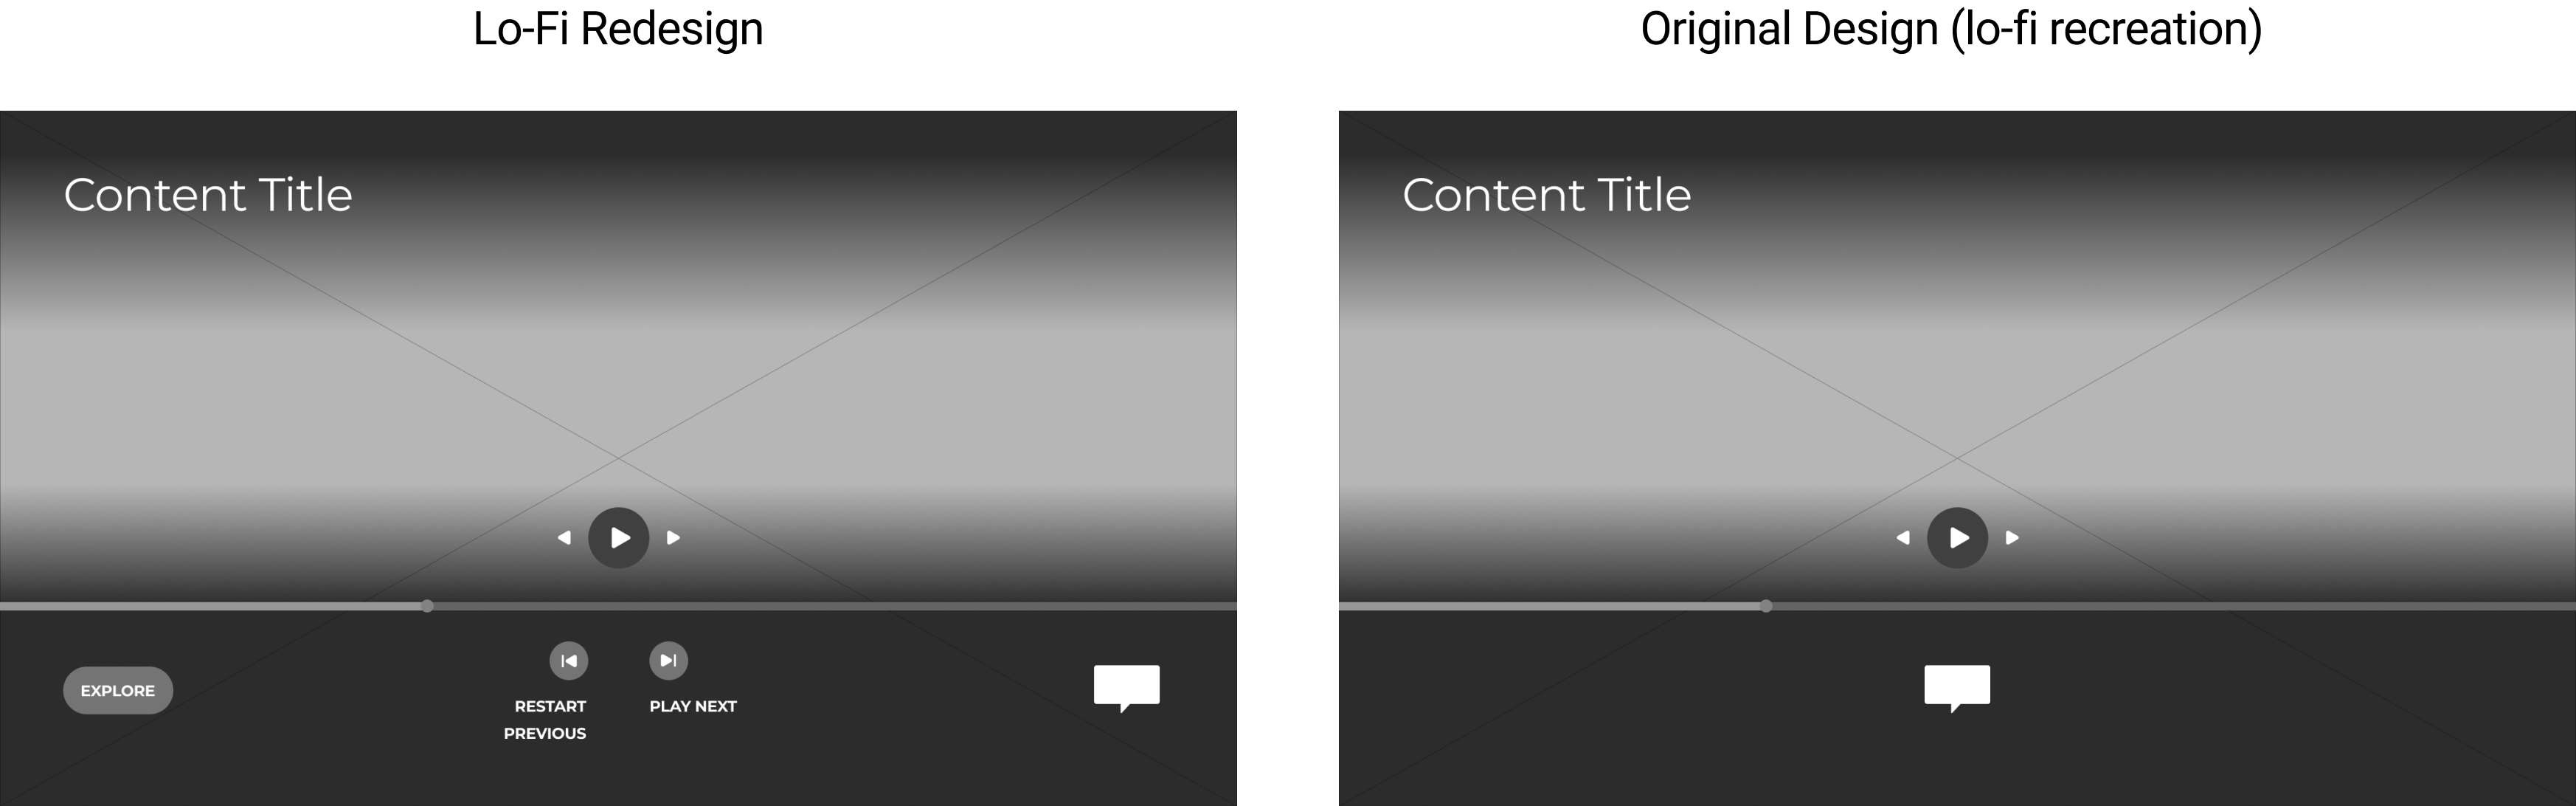 Lo-Fi Redesign
Original Design (lo-fi recreation)
Content Title
EXPLORE
RESTART
PREVIOUS
PLAY NEXT
Content Title